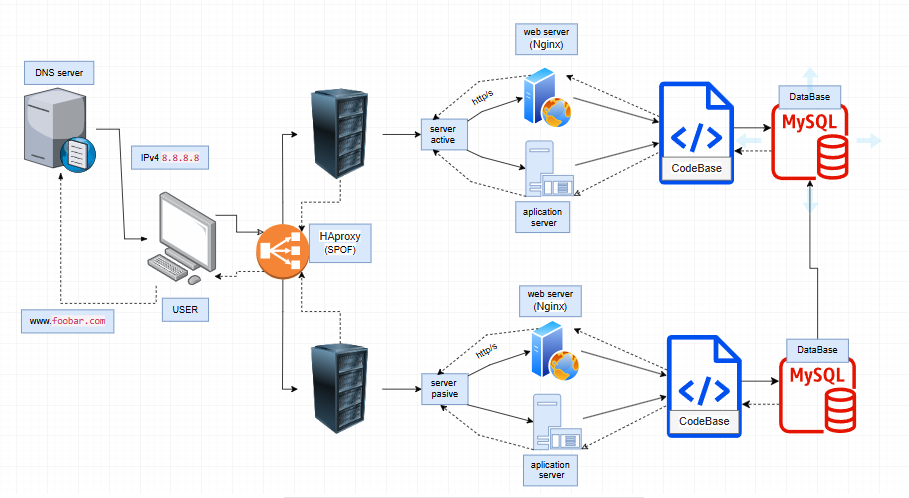 web server
(Nginx)
DNS server
http/s
DataBase
MySQL
server
active
IPv4 8.8.8.8
CodeBase
aplication
server
HAproxy
(SPOF)
USER
www.foobar.com
web server
(Nginx)
http/s
DataBase
MySQL
server
pasive
CodeBase
aplication
server